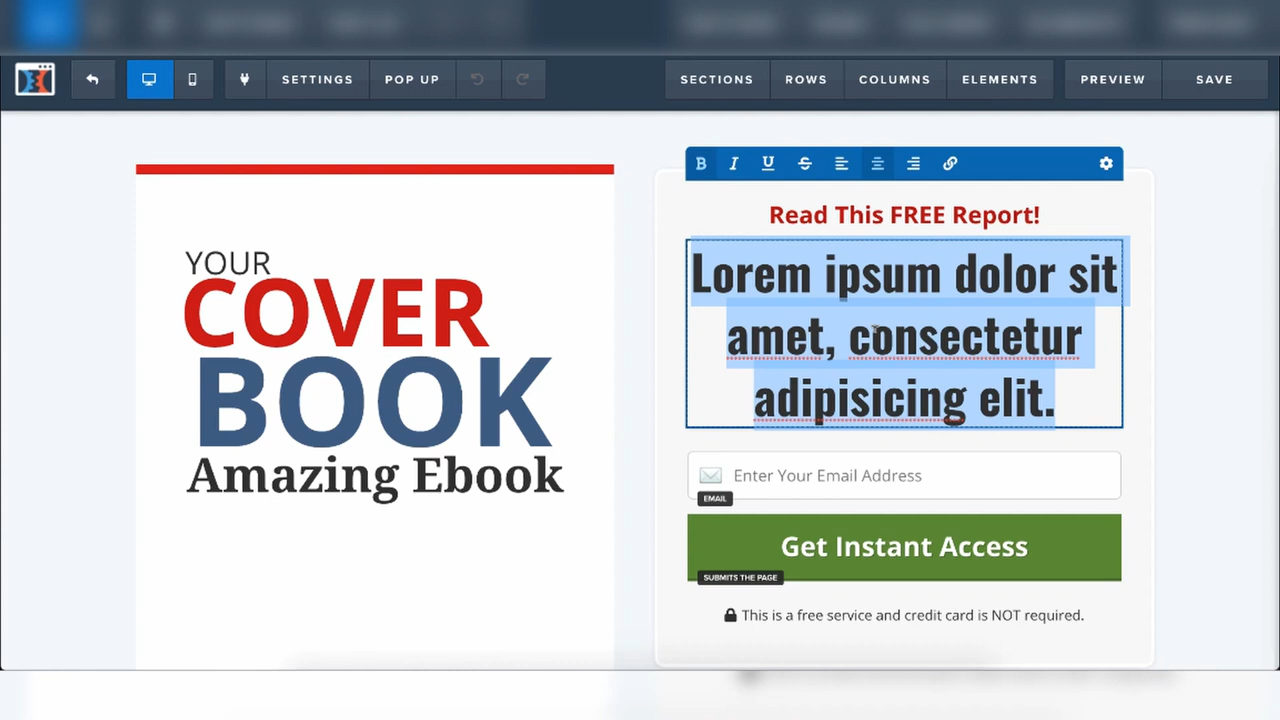 SETTINGS
POP UP
SECTIONS
ROWS
COLUMNS
ELEMENTS
PREVIEW
SAVE
B I U S
YOUR
COVER
BOOK
Amazing Ebook
Read This FREE Report!
Lorem ipsum dolor sit
amet, consectetur
adipisicing elit.
Enter Your Email Address
EMAIL
Get Instant Access
SUBMITS THE PAGE
This is a free service and credit card is NOT required.